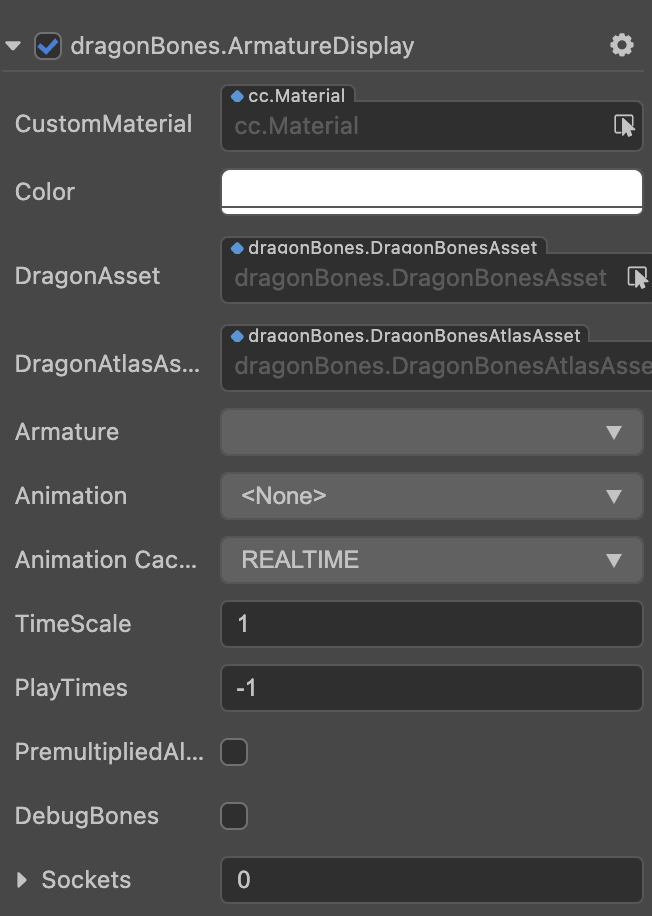 dragonBones.ArmatureDisplay
cc.Material
CustomMaterial cc.Material
Color
dragonBones.DragonBonesAsset
DragonAsset dragonBones.DragonBonesAsset
dragonBones.DragonBonesAtlasAsset
DragonAtlasAs... dragonBones.DragonBonesAtlasAsse
Armature
Animation <None>
Animation Cac... REALTIME
TimeScale 1
PlayTimes -1
PremultipliedAl...
DebugBones
Sockets 0